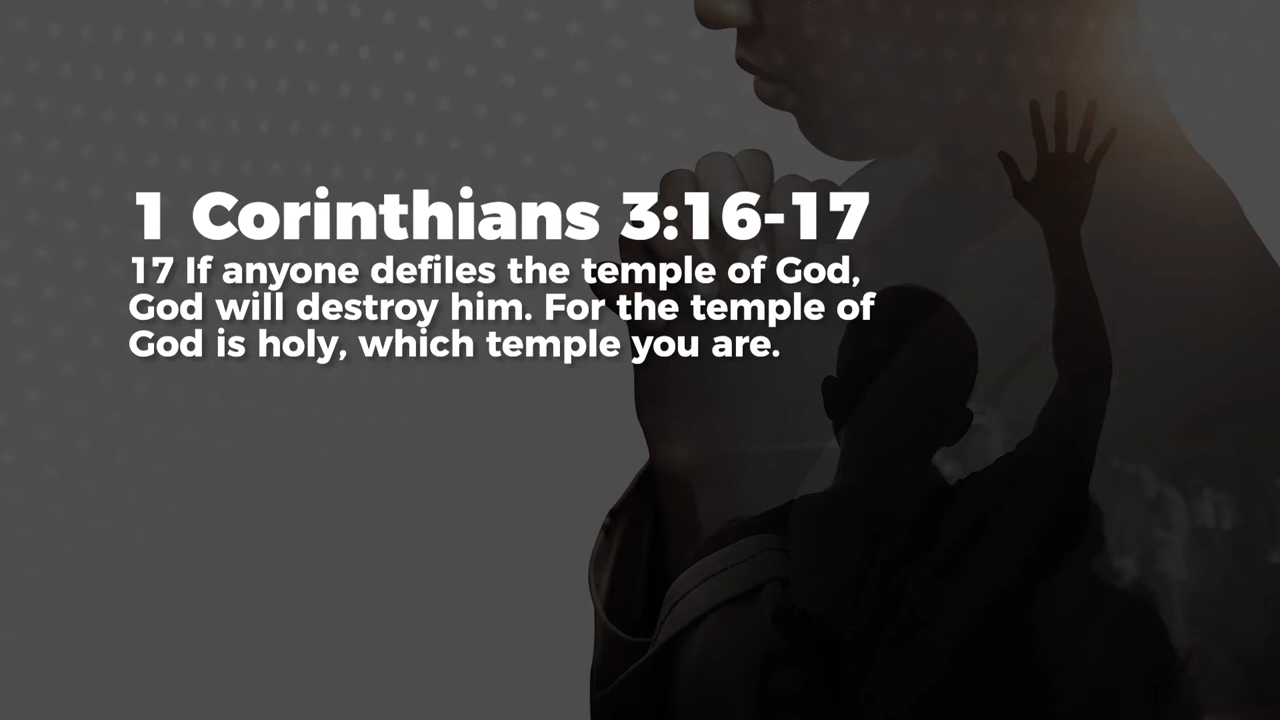 1 Corinthians 3:16-17
17 If anyone defiles the temple of God,
God will destroy him. For the temple of
God is holy, which temple you are.